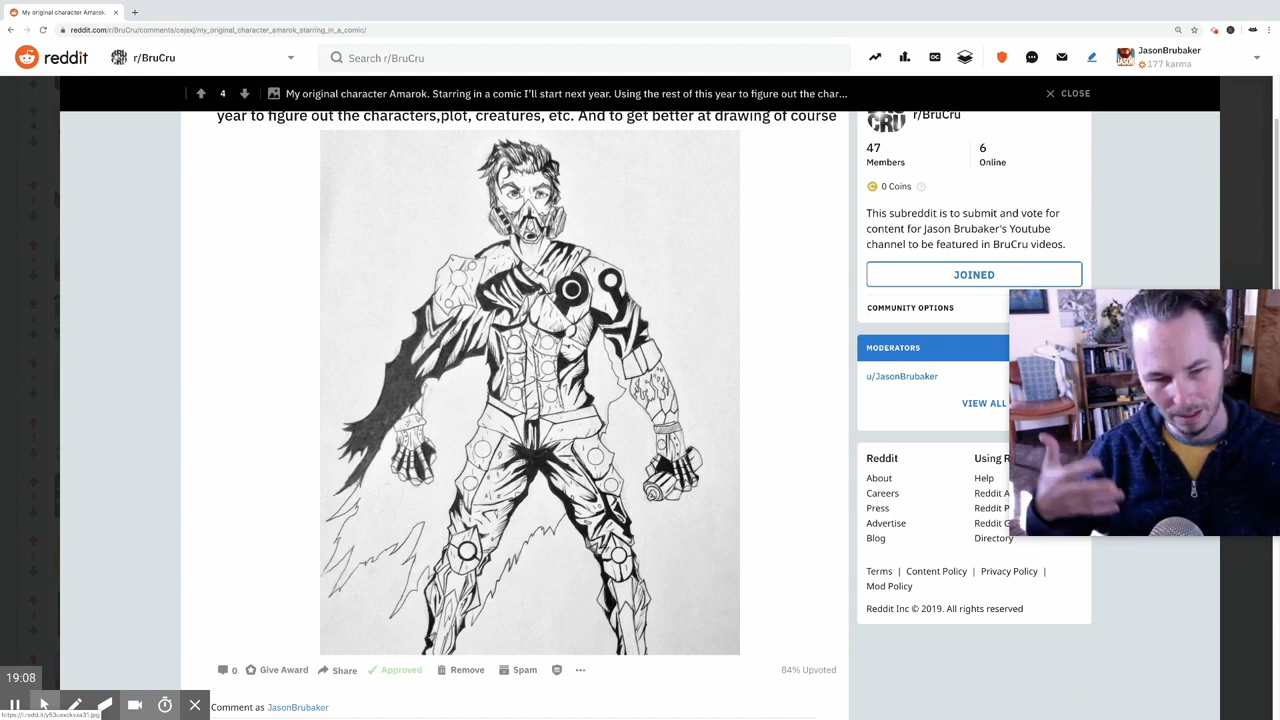 My original character Amarok.
reddit.com/r/BruCru/comments/cejsxj/my_original_character_amarok_starring_in_a_comic/
reddit
r/BruCru
Search r/BruCru
JasonBrubaker
177 karma
4
My original character Amarok. Starring in a comic I'll start next year. Using the rest of this year to figure out the char...
CLOSE
year to figure out the characters,plot, creatures, etc. And to get better at drawing of course
r/BruCru
47
6
Members
Online
0 Coins
This subreddit is to submit and vote for
content for Jason Brubaker's Youtube
channel to be featured in BruCru videos.
JOINED
COMMUNITY OPTIONS
MODERATORS
u/JasonBrubaker
VIEW ALL
Reddit
Using R
About
Help
Careers
Reddit A
Press
Reddit P
Advertise
Reddit G
Blog
Directory
Terms | Content Policy | Privacy Policy |
Mod Policy
Reddit Inc © 2019. All rights reserved
0
Give Award
Share
Approved
Remove
Spam
84% Upvoted
19:08
Comment as JasonBrubaker